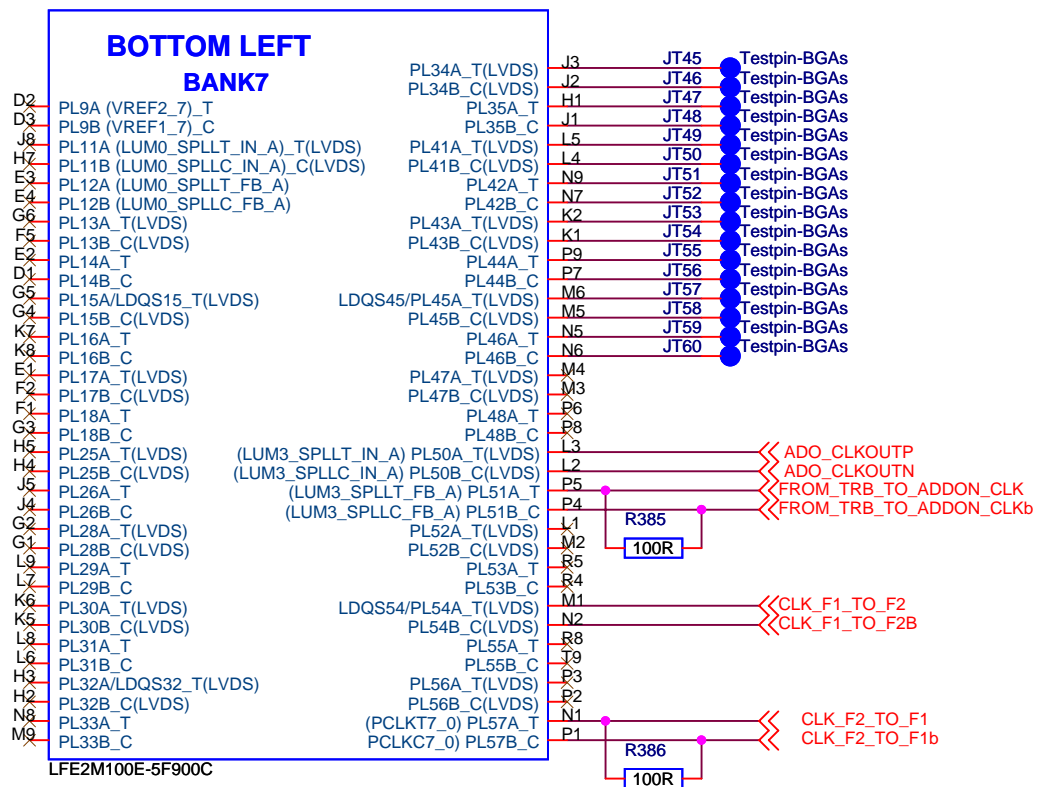 BOTTOM LEFT
BANK7
D2 PL9A (VREF2_7)_T
D3 PL9B (VREF1_7)_C
J8 PL11A (LUM0_SPLLT_IN_A)_T(LVDS)
H7 PL11B (LUM0_SPLLC_IN_A)_C(LVDS)
E3 PL12A (LUM0_SPLLT_FB_A)
E4 PL12B (LUM0_SPLLC_FB_A)
G6 PL13A_T(LVDS)
F5 PL13B_C(LVDS)
E2 PL14A_T
D1 PL14B_C
G5 PL15A/LDQS15_T(LVDS)
G4 PL15B_C(LVDS)
K7 PL16A_T
K8 PL16B_C
E1 PL17A_T(LVDS)
F2 PL17B_C(LVDS)
F1 PL18A_T
G3 PL18B_C
H5 PL25A_T(LVDS)
H4 PL25B_C(LVDS)
J5 PL26A_T
J4 PL26B_C
G2 PL28A_T(LVDS)
G1 PL28B_C(LVDS)
L9 PL29A_T
L7 PL29B_C
K6 PL30A_T(LVDS)
K5 PL30B_C(LVDS)
L8 PL31A_T
L6 PL31B_C
H3 PL32A/LDQS32_T(LVDS)
H2 PL32B_C(LVDS)
N8 PL33A_T
M9 PL33B_C
PL34A_T(LVDS) J3 JT45 Testpin-BGAs
PL34B_C(LVDS) J2 JT46 Testpin-BGAs
PL35A_T H1 JT47 Testpin-BGAs
PL35B_C J1 JT48 Testpin-BGAs
PL41A_T(LVDS) L5 JT49 Testpin-BGAs
PL41B_C(LVDS) L4 JT50 Testpin-BGAs
PL42A_T N9 JT51 Testpin-BGAs
PL42B_C N7 JT52 Testpin-BGAs
PL43A_T(LVDS) K2 JT53 Testpin-BGAs
PL43B_C(LVDS) K1 JT54 Testpin-BGAs
PL44A_T P9 JT55 Testpin-BGAs
PL44B_C P7 JT56 Testpin-BGAs
LDQS45/PL45A_T(LVDS) M6 JT57 Testpin-BGAs
PL45B_C(LVDS) M5 JT58 Testpin-BGAs
PL46A_T N5 JT59 Testpin-BGAs
PL46B_C N6 JT60 Testpin-BGAs
PL47A_T(LVDS) M4
PL47B_C(LVDS) M3
PL48A_T P6
PL48B_C P8
(LUM3_SPLLT_IN_A) PL50A_T(LVDS) L3 ADO_CLKOUTP
(LUM3_SPLLC_IN_A) PL50B_C(LVDS) L2 ADO_CLKOUTN
(LUM3_SPLLT_FB_A) PL51A_T P5 FROM_TRB_TO_ADDON_CLK
(LUM3_SPLLC_FB_A) PL51B_C P4 FROM_TRB_TO_ADDON_CLKb
PL52A_T(LVDS) L1 R385
PL52B_C(LVDS) M2 100R
PL53A_T R5
PL53B_C R4
LDQS54/PL54A_T(LVDS) M1 CLK_F1_TO_F2
PL54B_C(LVDS) N2 CLK_F1_TO_F2B
PL55A_T R8
PL55B_C T9
PL56A_T(LVDS) P3
PL56B_C(LVDS) P2
(PCLKT7_0) PL57A_T N1 CLK_F2_TO_F1
PCLKC7_0) PL57B_C P1 CLK_F2_TO_F1b
R386
100R
LFE2M100E-5F900C